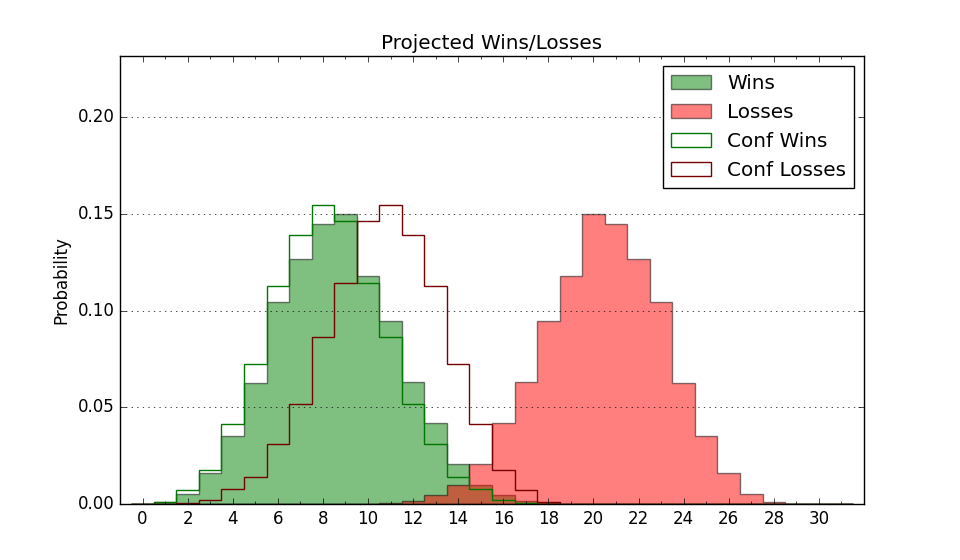 Projected Wins/Losses
Wins
Losses
Conf Wins
Conf Losses
Probability
0.20
0.15
0.10
0.05
0.00
0 2 4 6 8 10 12 14 16 18 20 22 24 26 28 30